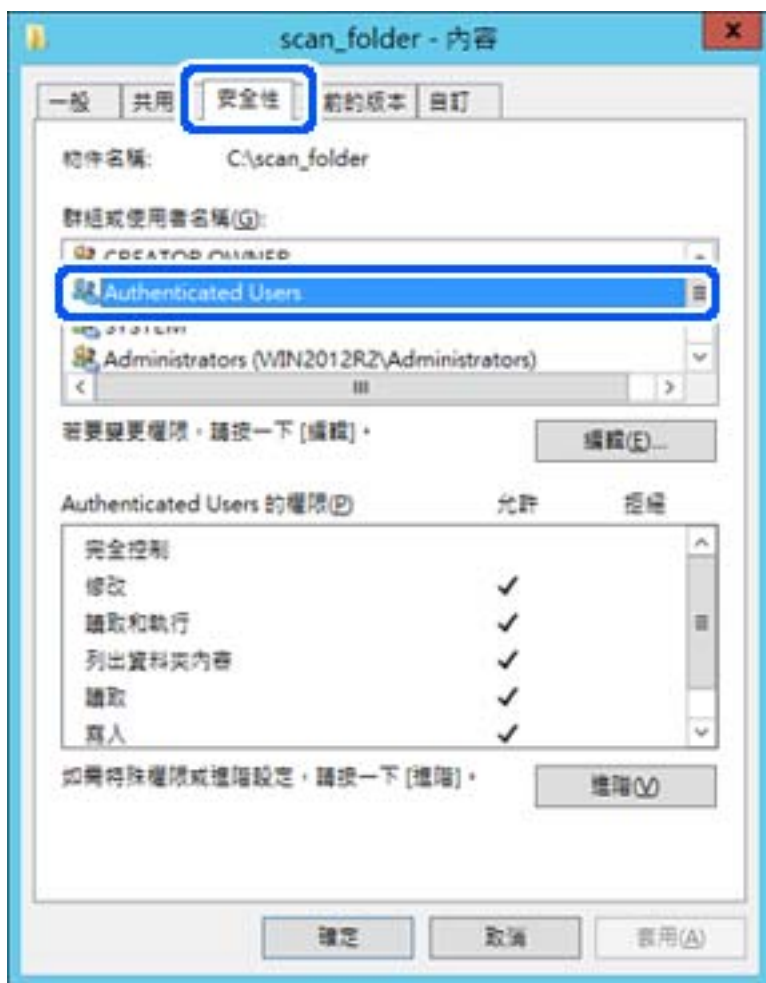 scan_folder - 內容
一般 共用 安全性 前的版本 自訂
物件名稱: C:\scan_folder
群組或使用者名稱(G):
CREATOR OWNER
Authenticated Users
SYSTEM
Administrators (WIN2012R2\Administrators)
若要變更權限，請按一下 [編輯]。 編輯(E)...
Authenticated Users 的權限(P) 允許 拒絕
完全控制
修改
讀取和執行
列出資料夾內容
讀取
寫入
如需特殊權限或進階設定，請按一下 [進階]。 進階(V)
確定 取消 套用(A)